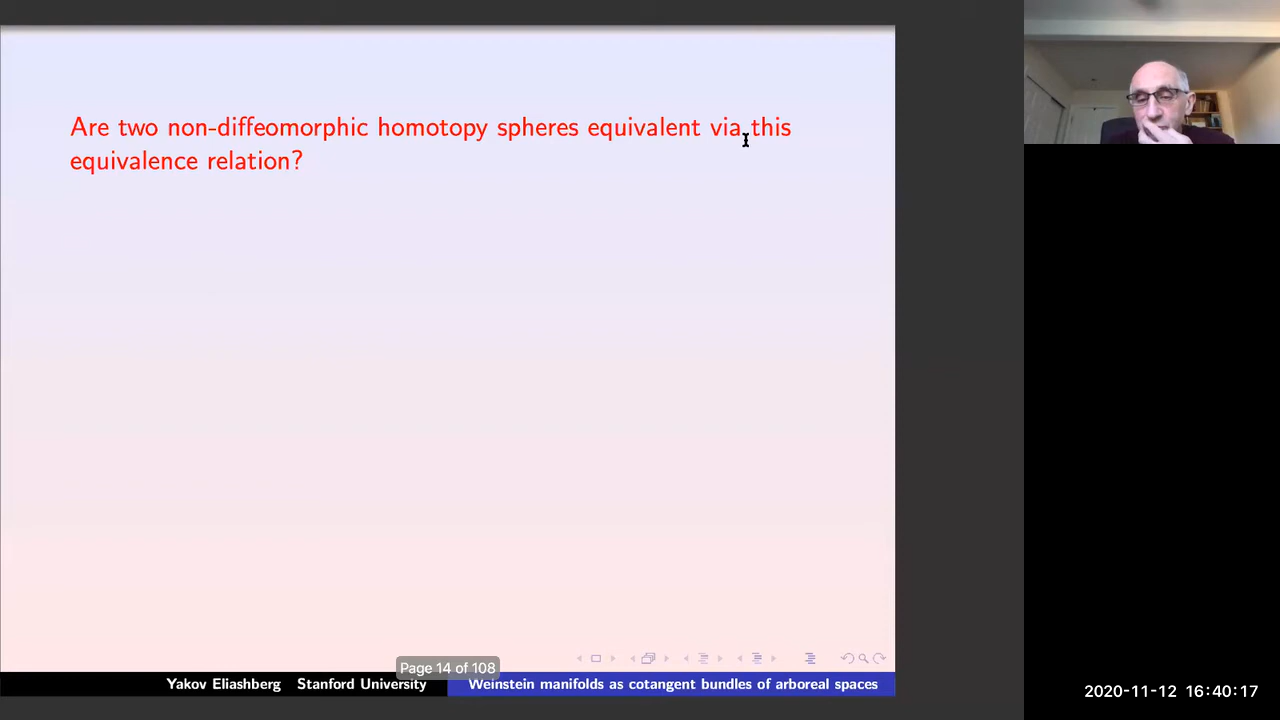 Are two non-diffeomorphic homotopy spheres equivalent via this
equivalence relation?
Page 14 of 108
Yakov Eliashberg Stanford University Weinstein manifolds as cotangent bundles of arboreal spaces
2020-11-12 16:40:17